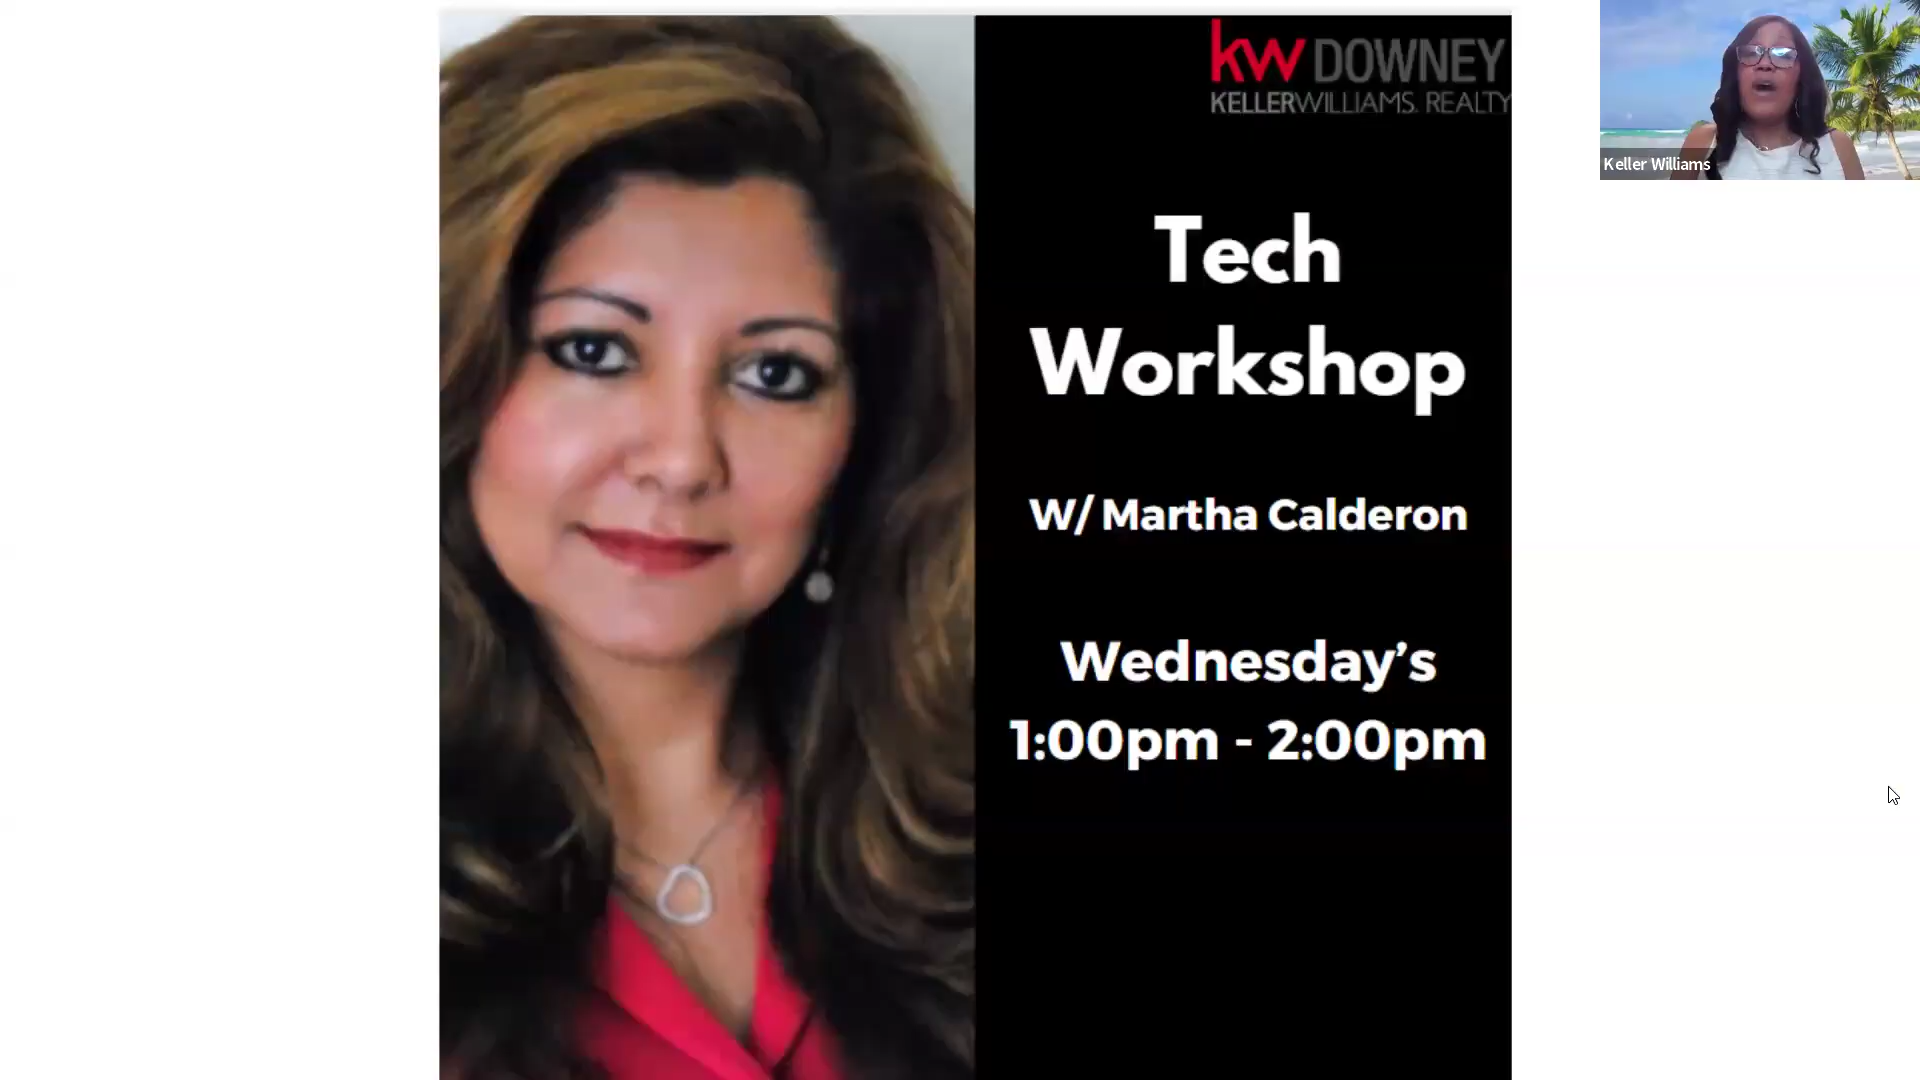 kw DOWNEY
KELLERWILLIAMS. REALTY
Tech
Workshop
W/ Martha Calderon
Wednesday’s
1:00pm - 2:00pm
Keller Williams